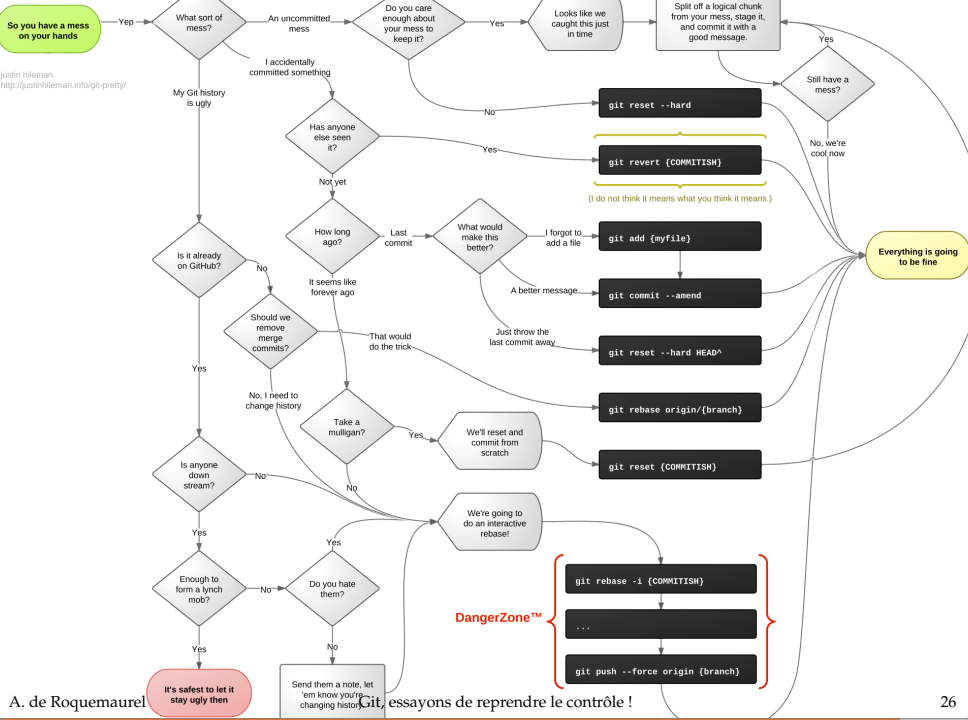 So you have a mess
on your hands
Yep
What sort of
mess?
An uncommitted
mess
Do you care
enough about
your mess to
keep it?
Yes
Looks like we
caught this just
in time
Split off a logical chunk
from your mess, stage it,
and commit it with a
good message.
Yes
Still have a
mess?
No, we're
cool now
justin hileman
http://justinhileman.info/git-pretty/
I accidentally
committed something
My Git history
is ugly
No
git reset --hard
Has anyone
else seen
it?
Yes
git revert {COMMITISH}
(I do not think it means what you think it means.)
Not yet
How long
ago?
Last
commit
What would
make this
better?
I forgot to
add a file
git add {myfile}
A better message
git commit --amend
Just throw the
last commit away
git reset --hard HEAD^
Everything is going
to be fine
Is it already
on GitHub?
No
It seems like
forever ago
Should we
remove
merge
commits?
That would
do the trick
git rebase origin/{branch}
Yes
No, I need to
change history
Take a
mulligan?
Yes
We'll reset and
commit from
scratch
git reset {COMMITISH}
No
Is anyone
down
stream?
No
We're going to
do an interactive
rebase!
Yes
Yes
Enough to
form a lynch
mob?
No
Do you hate
them?
DangerZone™
git rebase -i {COMMITISH}
...
git push --force origin {branch}
Yes
No
It's safest to let it
stay ugly then
Send them a note, let
'em know you're
changing history
A. de Roquemaurel
Git, essayons de reprendre le contrôle !
26